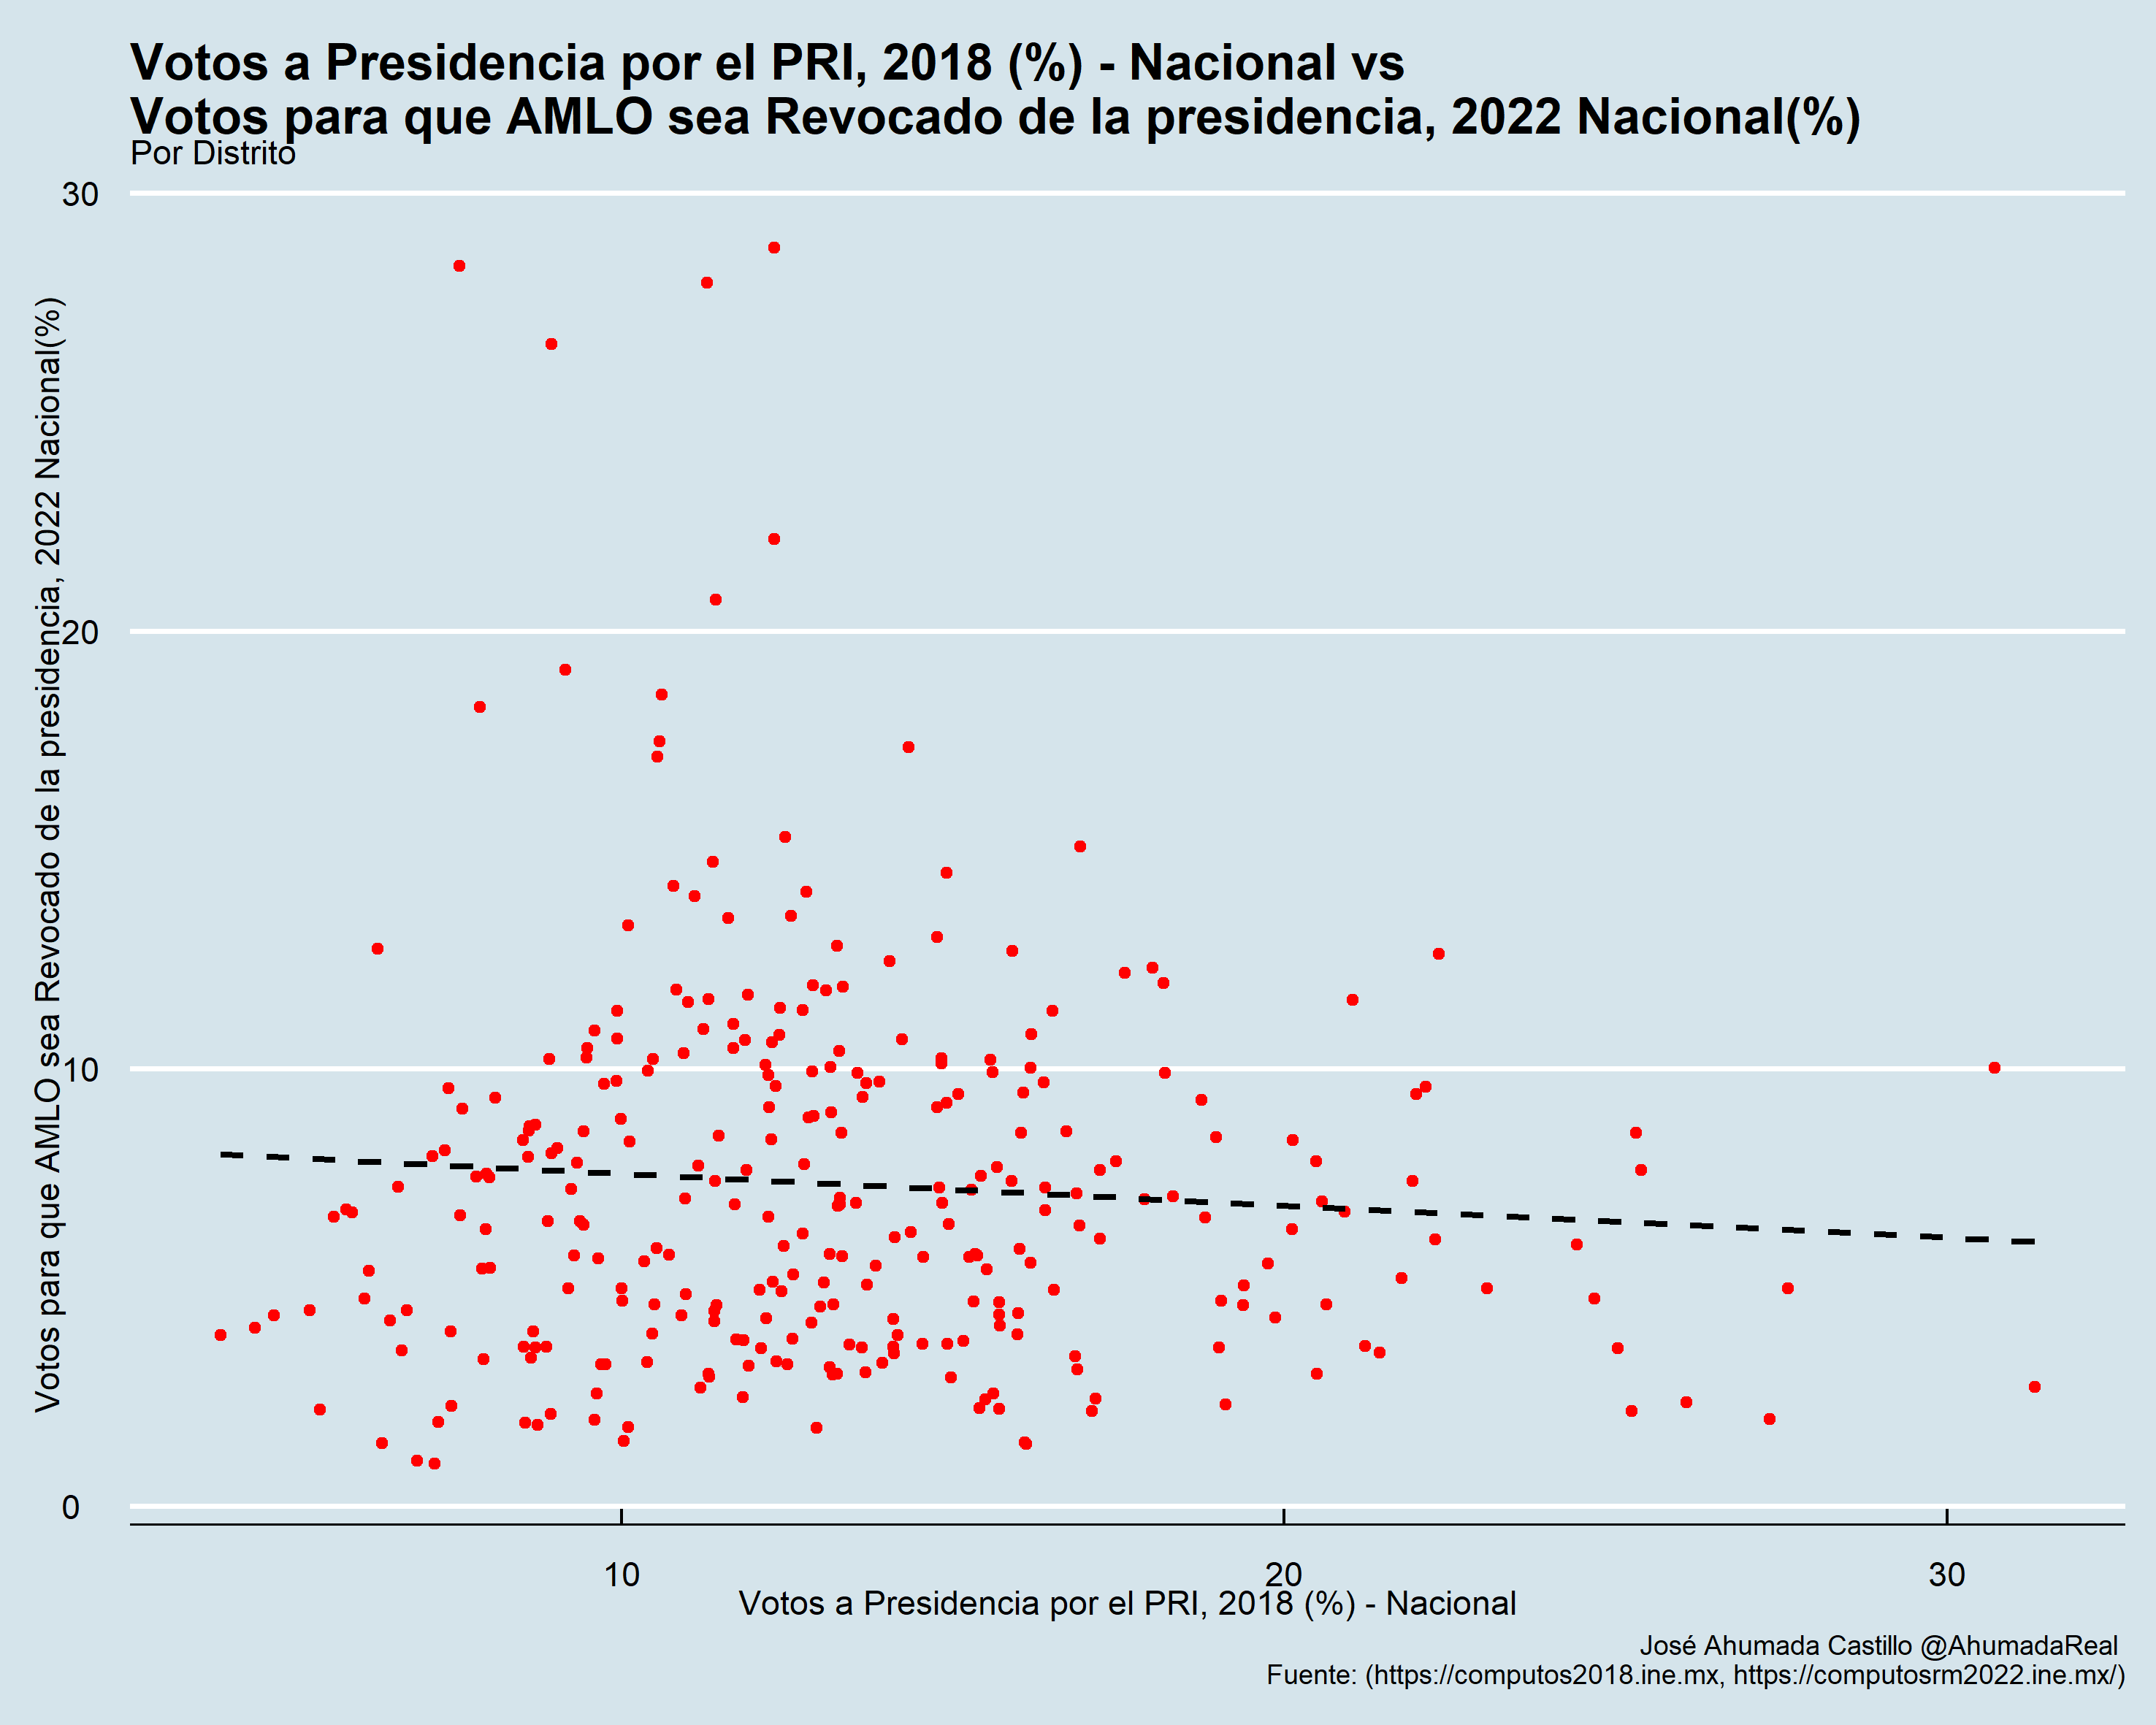 Votos a Presidencia por el PRI, 2018 (%) - Nacional vs
Votos para que AMLO sea Revocado de la presidencia, 2022 Nacional(%)
Por Distrito
Votos para que AMLO sea Revocado de la presidencia, 2022 Nacional(%)
30
20
10
0
10
20
30
Votos a Presidencia por el PRI, 2018 (%) - Nacional
José Ahumada Castillo @AhumadaReal
Fuente: (https://computos2018.ine.mx, https://computosrm2022.ine.mx/)